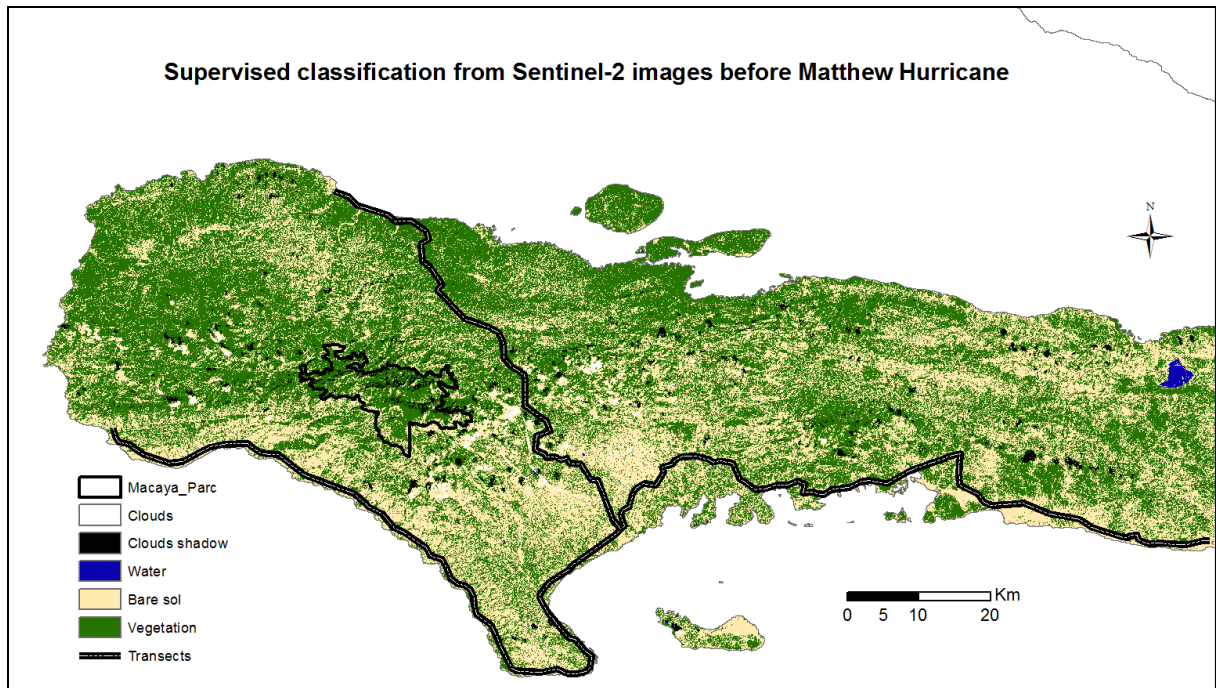 Supervised classification from Sentinel-2 images before Matthew Hurricane
N
Macaya_Parc
Clouds
Clouds shadow
Water
Bare sol
Vegetation
Transects
Km
0 5 10 20